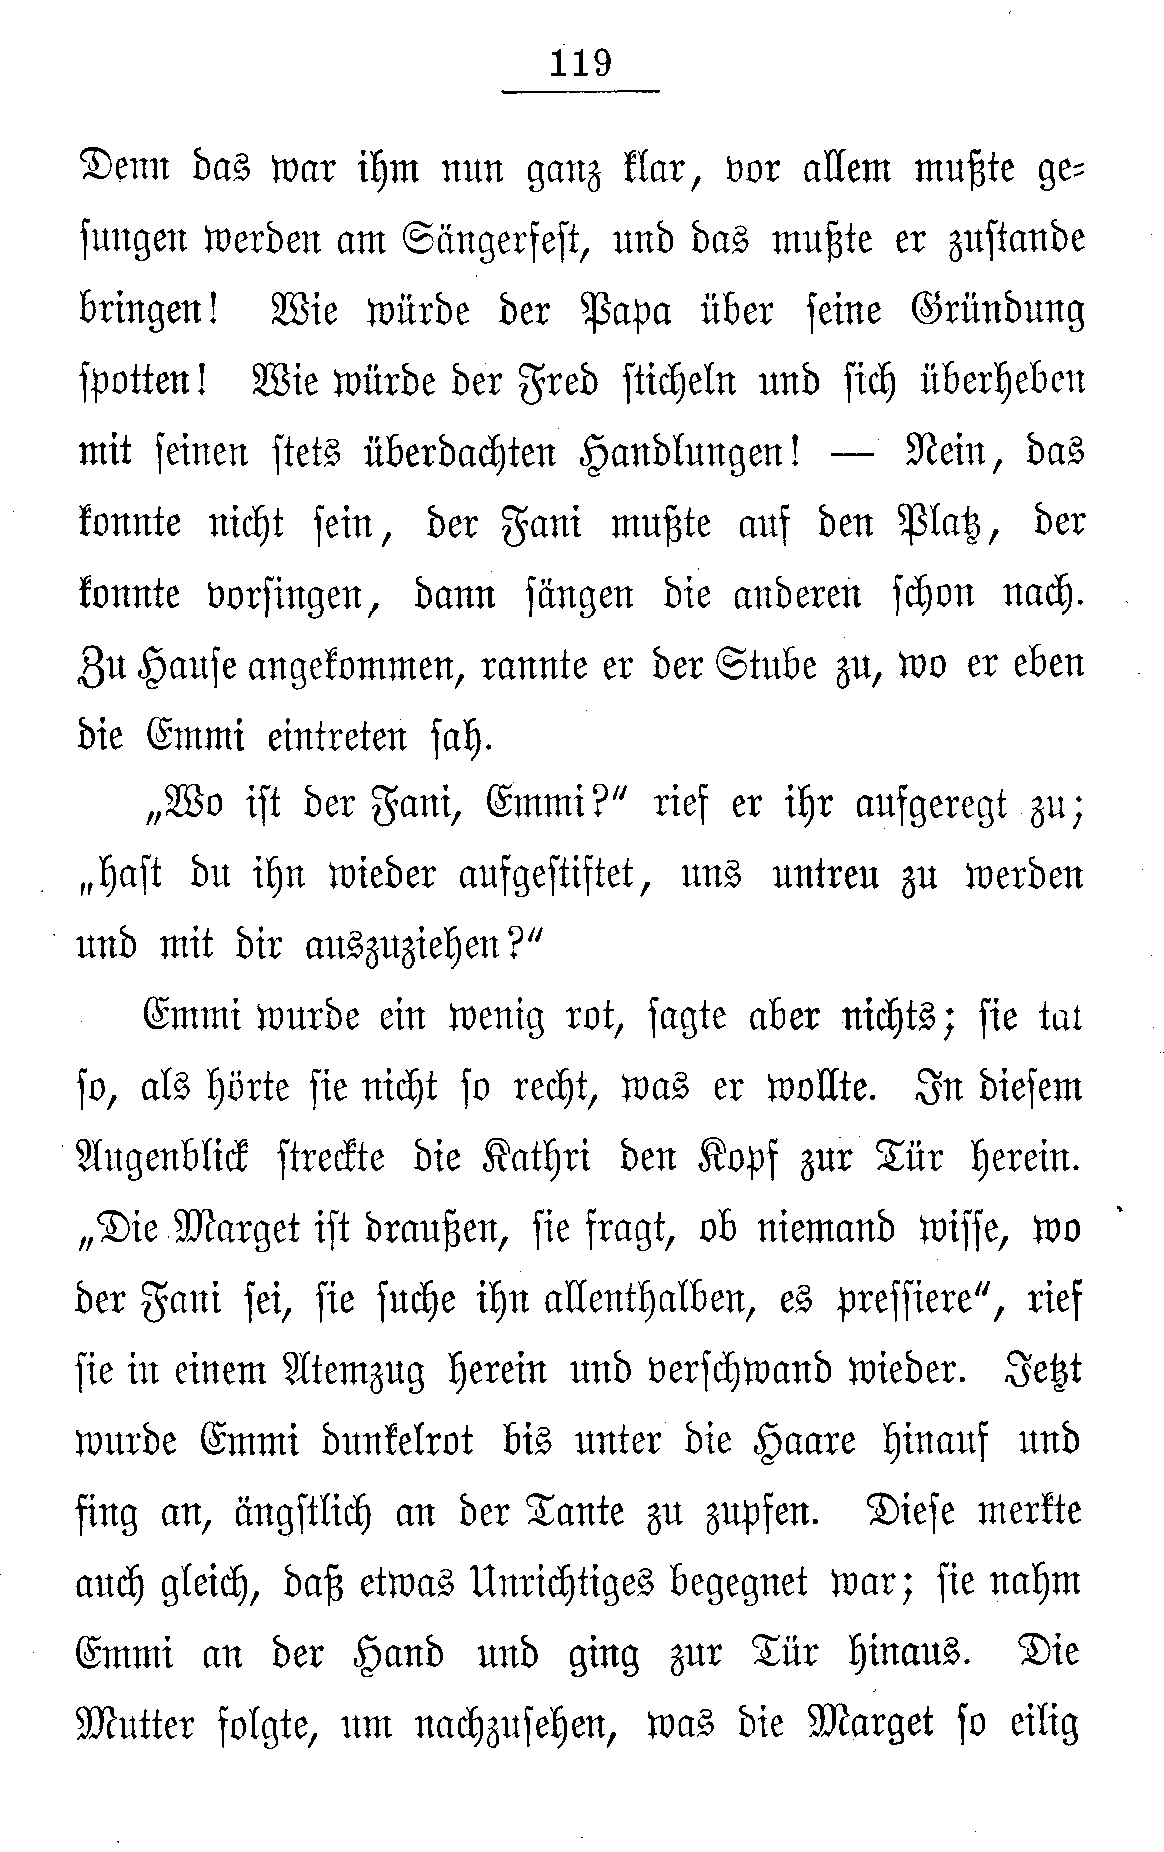 119
Denn das war ihm nun ganz klar, vor allem mußte ge-
sungen werden am Sängerfest, und das mußte er zustande
bringen! Wie würde der Papa über seine Gründung
spotten! Wie würde der Fred sticheln und sich überheben
mit seinen stets überdachten Handlungen! — Nein, das
konnte nicht sein, der Fani mußte auf den Platz, der
konnte vorsingen, dann sängen die anderen schon nach.
Zu Hause angekommen, rannte er der Stube zu, wo er eben
die Emmi eintreten sah.
„Wo ist der Fani, Emmi?“ rief er ihr aufgeregt zu;
„hast du ihn wieder aufgestiftet, uns untreu zu werden
und mit dir auszuziehen?“
Emmi wurde ein wenig rot, sagte aber nichts; sie tat
so, als hörte sie nicht so recht, was er wollte. In diesem
Augenblick streckte die Kathri den Kopf zur Tür herein.
„Die Marget ist draußen, sie fragt, ob niemand wisse, wo
der Fani sei, sie suche ihn allenthalben, es pressiere“, rief
sie in einem Atemzug herein und verschwand wieder. Jetzt
wurde Emmi dunkelrot bis unter die Haare hinauf und
fing an, ängstlich an der Tante zu zupfen. Diese merkte
auch gleich, daß etwas Unrichtiges begegnet war; sie nahm
Emmi an der Hand und ging zur Tür hinaus. Die
Mutter folgte, um nachzusehen, was die Marget so eilig